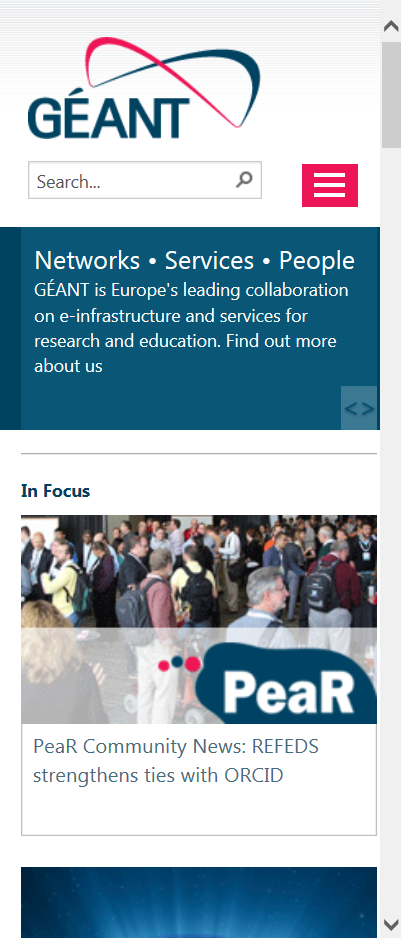 GÉANT
Search...
Networks • Services • People
GÉANT is Europe's leading collaboration
on e-infrastructure and services for
research and education. Find out more
about us
< >
In Focus
PeaR
PeaR Community News: REFEDS
strengthens ties with ORCID